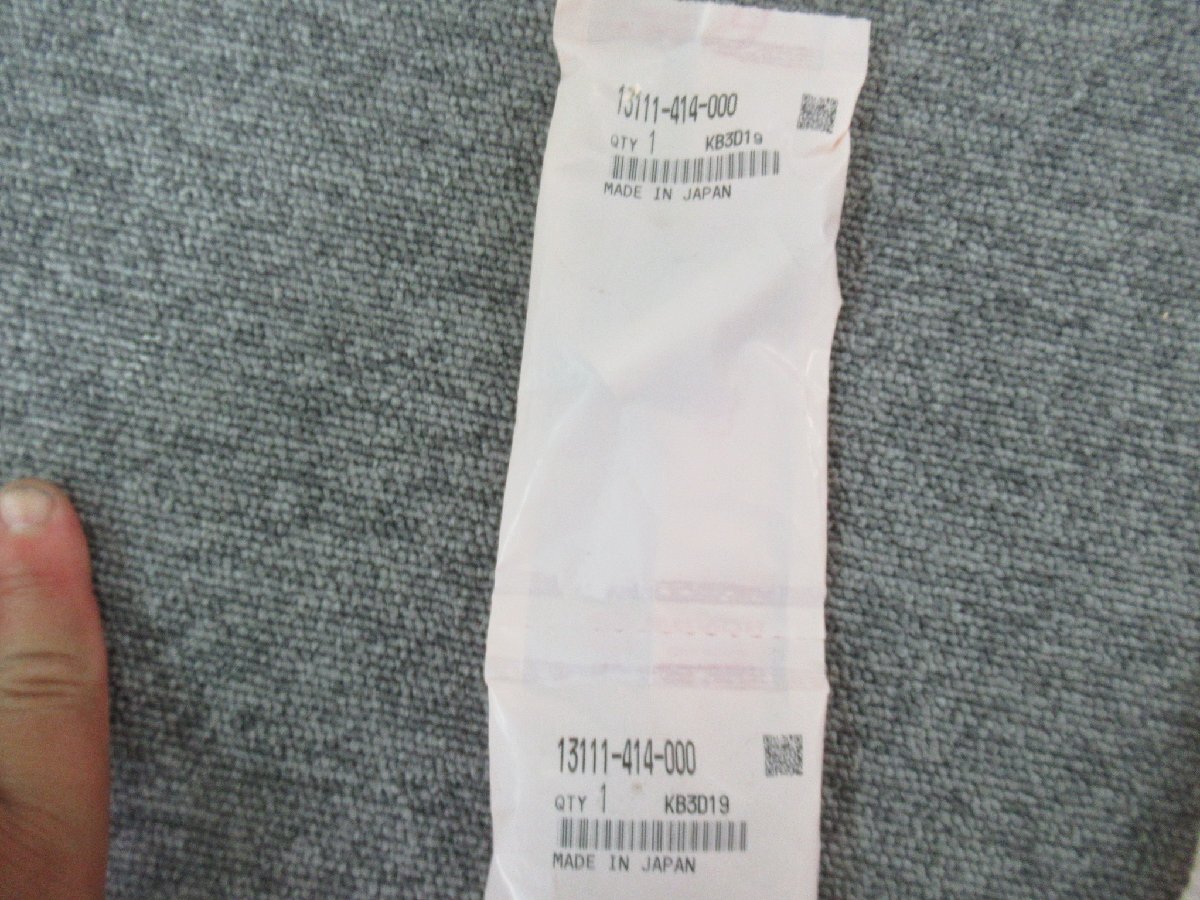 13111-414-000
QTY 1 KB3D19
MADE IN JAPAN
13111-414-000
QTY 1 KB3D19
MADE IN JAPAN